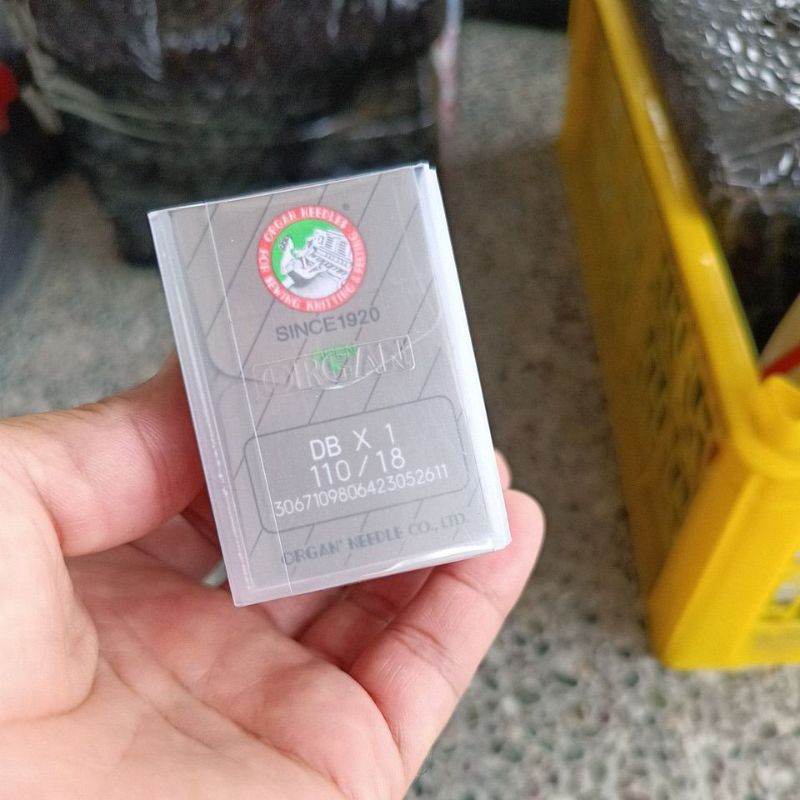 FOR ORGAN NEEDLES
SEWING KNITTING &
®
SINCE1920
ORGAN
DB X 1
110/18
3067109806423052611
ORGAN® NEEDLE CO., LTD.